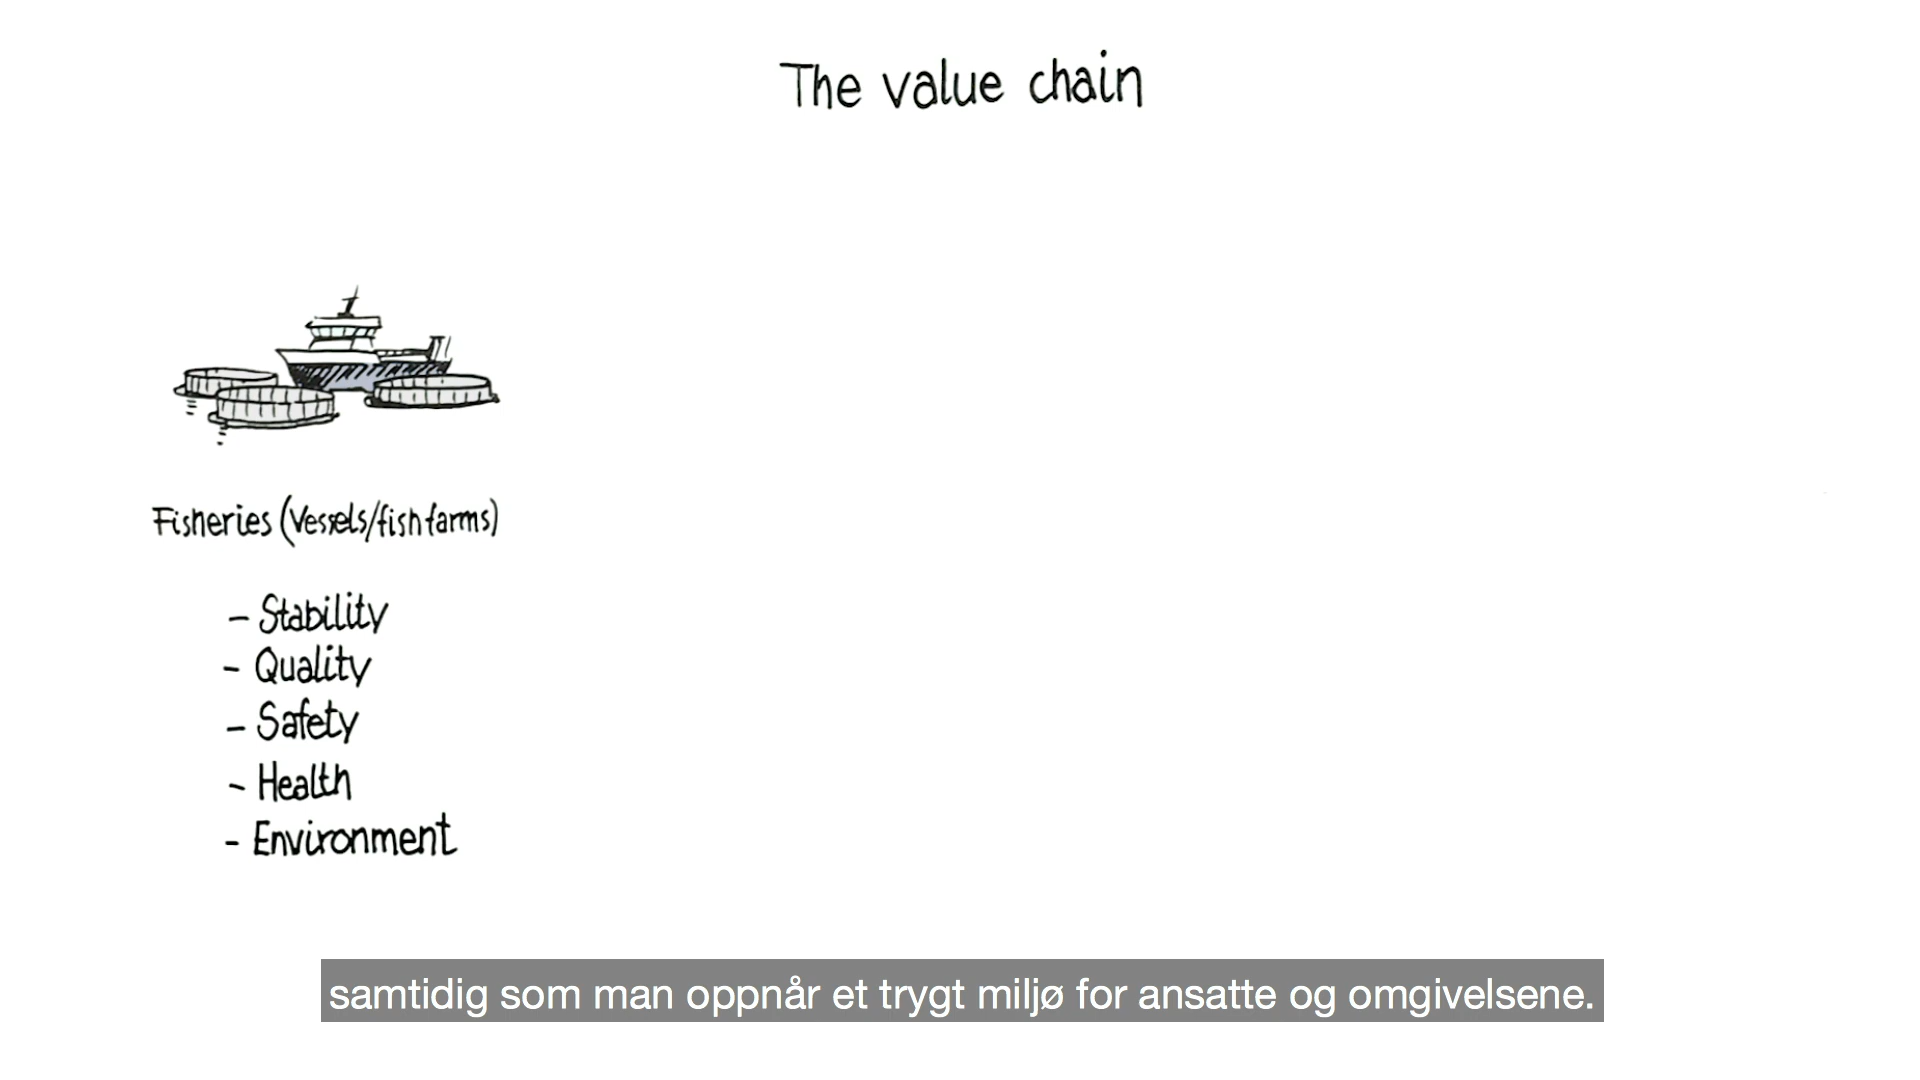 The value chain
Fisheries (Vessels/fish farms)
- Stability
- Quality
- Safety
- Health
- Environment
samtidig som man oppnår et trygt miljø for ansatte og omgivelsene.